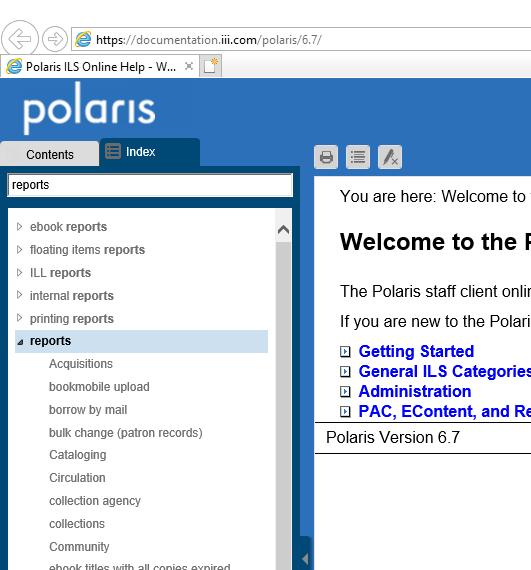 https://documentation.iii.com/polaris/6.7/
Polaris ILS Online Help - W...
polaris
Contents
Index
reports
ebook reports
floating items reports
ILL reports
internal reports
printing reports
reports
Acquisitions
bookmobile upload
borrow by mail
bulk change (patron records)
Cataloging
Circulation
collection agency
collections
Community
ebook titles with all copies expired
You are here: Welcome to
Welcome to the
The Polaris staff client onli
If you are new to the Polari
Getting Started
General ILS Categories
Administration
PAC, EContent, and Re
Polaris Version 6.7